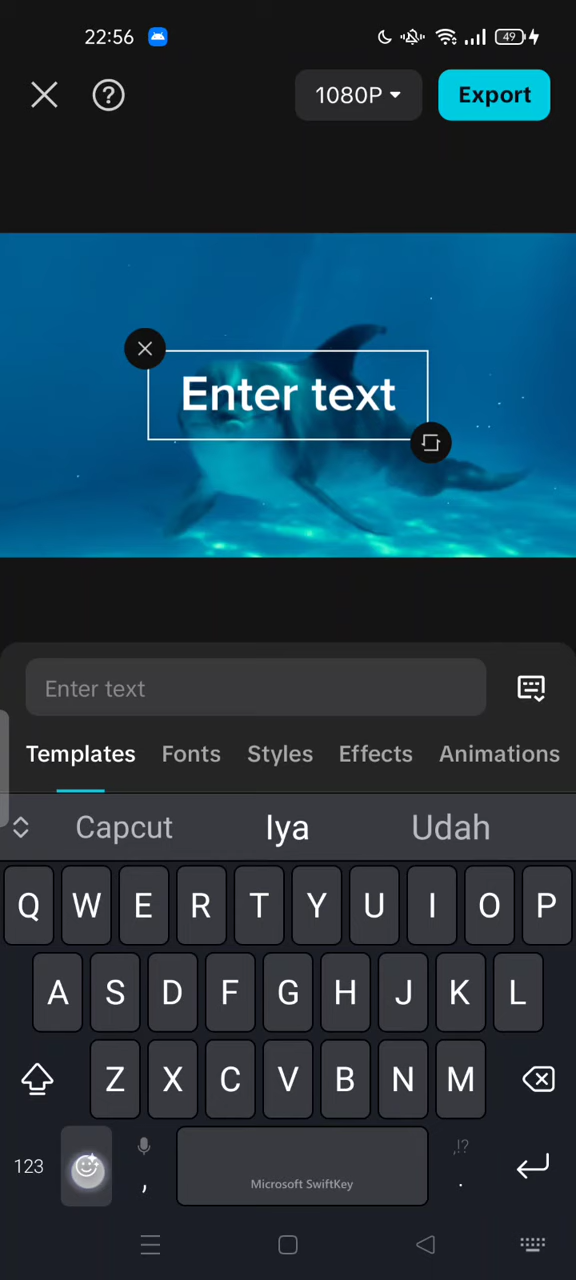 22:56
49
1080P
Export
Enter text
Enter text
Templates Fonts Styles Effects Animations
Capcut Iya Udah
Q W E R T Y U I O P
A S D F G H J K L
Z X C V B N M
,!?
123 , Microsoft SwiftKey .